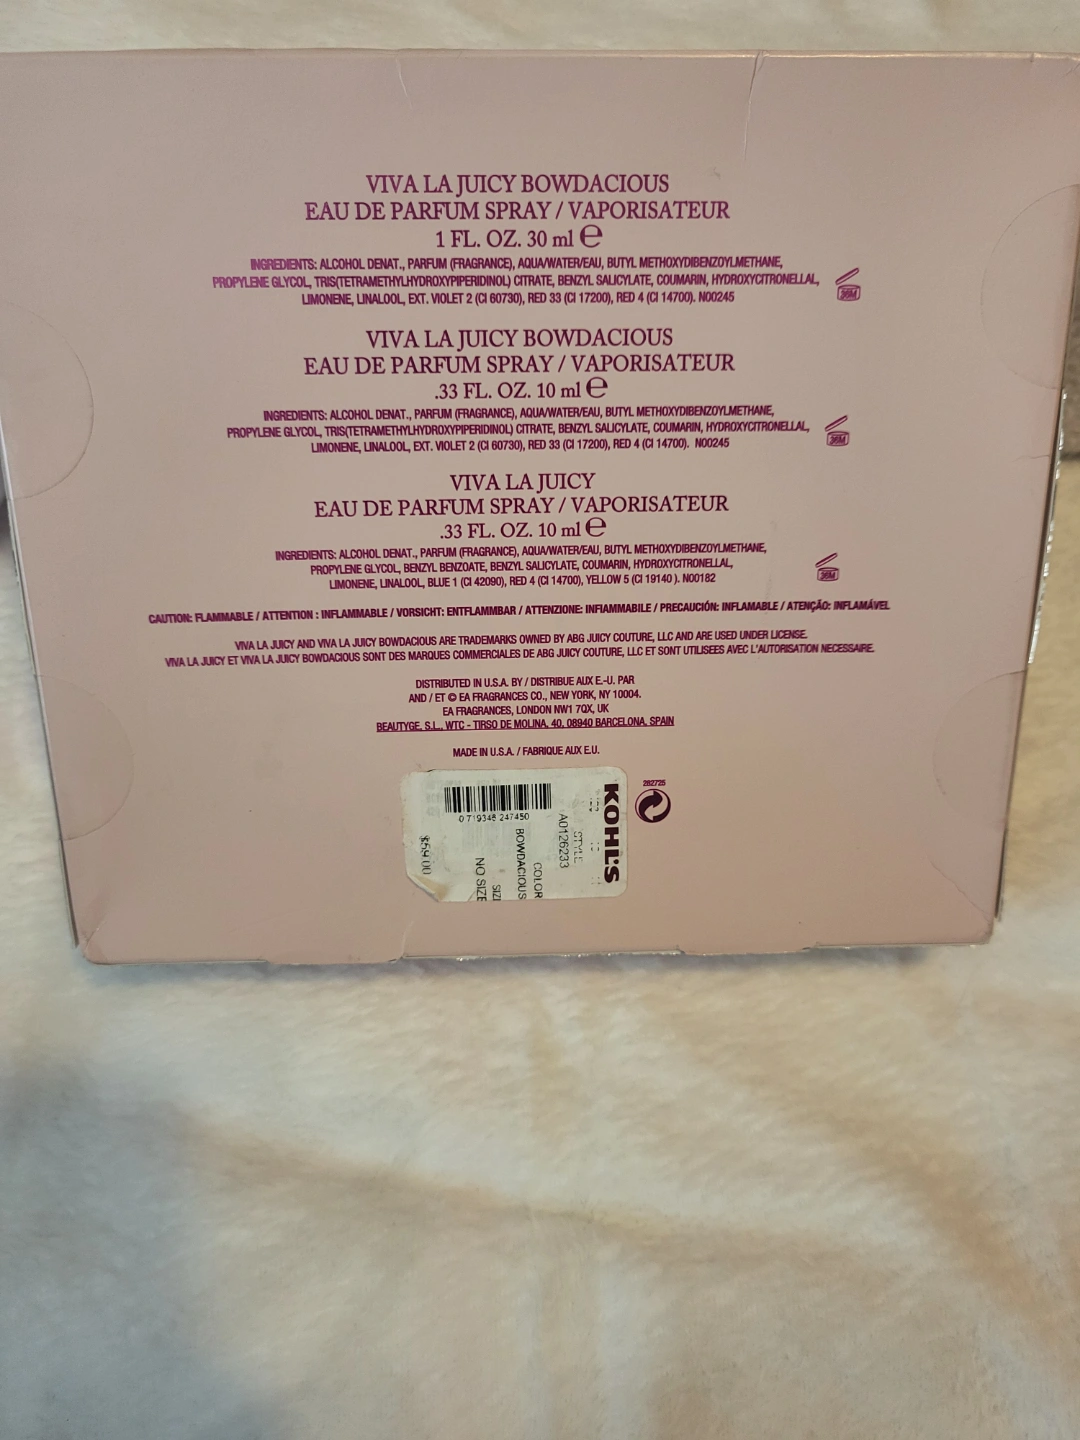 VIVA LA JUICY BOWDACIOUS
EAU DE PARFUM SPRAY / VAPORISATEUR
1 FL. OZ. 30 ml ℮
INGREDIENTS: ALCOHOL DENAT., PARFUM (FRAGRANCE), AQUA/WATER/EAU, BUTYL METHOXYDIBENZOYLMETHANE,
PROPYLENE GLYCOL, TRIS(TETRAMETHYLHYDROXYPIPERIDINOL) CITRATE, BENZYL SALICYLATE, COUMARIN, HYDROXYCITRONELLAL,
LIMONENE, LINALOOL, EXT. VIOLET 2 (CI 60730), RED 33 (CI 17200), RED 4 (CI 14700). N00245
36M
VIVA LA JUICY BOWDACIOUS
EAU DE PARFUM SPRAY / VAPORISATEUR
.33 FL. OZ. 10 ml ℮
INGREDIENTS: ALCOHOL DENAT., PARFUM (FRAGRANCE), AQUA/WATER/EAU, BUTYL METHOXYDIBENZOYLMETHANE,
PROPYLENE GLYCOL, TRIS(TETRAMETHYLHYDROXYPIPERIDINOL) CITRATE, BENZYL SALICYLATE, COUMARIN, HYDROXYCITRONELLAL,
LIMONENE, LINALOOL, EXT. VIOLET 2 (CI 60730), RED 33 (CI 17200), RED 4 (CI 14700). N00245
36M
VIVA LA JUICY
EAU DE PARFUM SPRAY / VAPORISATEUR
.33 FL. OZ. 10 ml ℮
INGREDIENTS: ALCOHOL DENAT., PARFUM (FRAGRANCE), AQUA/WATER/EAU, BUTYL METHOXYDIBENZOYLMETHANE,
PROPYLENE GLYCOL, BENZYL BENZOATE, BENZYL SALICYLATE, COUMARIN, HYDROXYCITRONELLAL,
LIMONENE, LINALOOL, BLUE 1 (CI 42090), RED 4 (CI 14700), YELLOW 5 (CI 19140 ). N00182
36M
CAUTION: FLAMMABLE / ATTENTION : INFLAMMABLE / VORSICHT: ENTFLAMMBAR / ATTENZIONE: INFIAMMABILE / PRECAUCIÓN: INFLAMABLE / ATENÇÃO: INFLAMÁVEL
VIVA LA JUICY AND VIVA LA JUICY BOWDACIOUS ARE TRADEMARKS OWNED BY ABG JUICY COUTURE, LLC AND ARE USED UNDER LICENSE.
VIVA LA JUICY ET VIVA LA JUICY BOWDACIOUS SONT DES MARQUES COMMERCIALES DE ABG JUICY COUTURE, LLC ET SONT UTILISEES AVEC L'AUTORISATION NECESSAIRE.
DISTRIBUTED IN U.S.A. BY / DISTRIBUE AUX E.-U. PAR
AND / ET © EA FRAGRANCES CO., NEW YORK, NY 10004.
EA FRAGRANCES, LONDON NW1 7QX, UK
BEAUTYGE, S.L., WTC - TIRSO DE MOLINA, 40, 08940 BARCELONA, SPAIN
MADE IN U.S.A. / FABRIQUE AUX E.U.
282725
KOHL'S
STYLE
A0126233
COLOR
BOWDACIOUS
NO SIZE
0 719346 247450